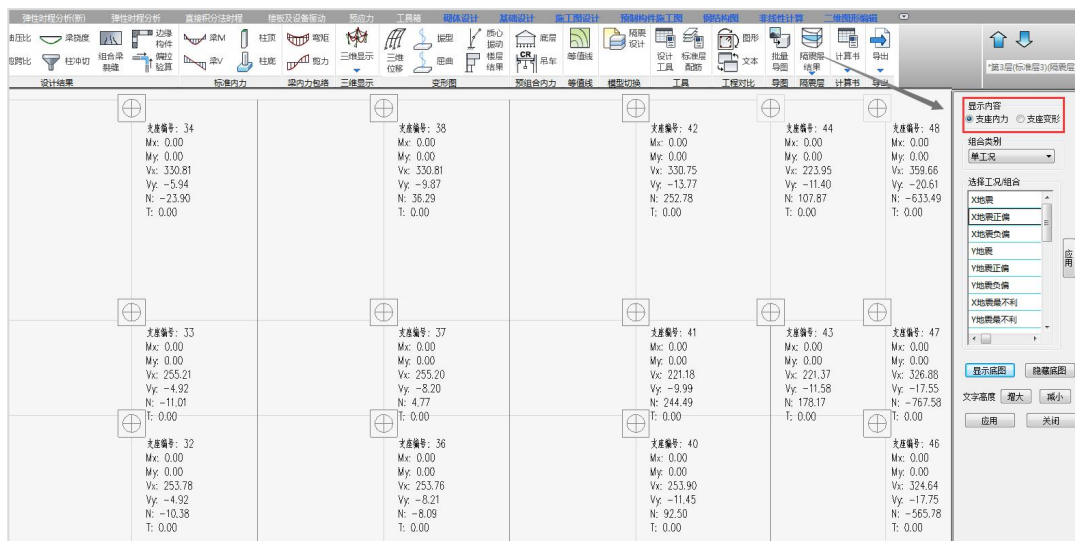 弹性时程分析(新) 弹性时程分析 直接积分法时程 楼板及设备振动 预应力 工具箱 砌体设计 基础设计 施工图设计 预制构件施工图 钢结构图 非线性计算 二维图形编辑
梁挠度 边缘构件 梁M 柱顶 弯矩 三维显示 三维位移 振型 质心振动 底层 等值线 隔震设计 设计工具 标准层配筋 图形 批量导图 隔震层结果 计算书 导出
柱冲切 组合梁裂缝 偏拉验算 梁V 柱底 剪力 屈曲 楼层结果 吊车 文本
设计结果 标准内力 梁内力包络 三维显示 变形图 预组合内力 等值线 模型切换 工具 工程对比 导图 隔震层 计算书 导出
*第3层(标准层3)(隔震层
支座编号: 34
Mx: 0.00
My: 0.00
Vx: 330.81
Vy: -5.94
N: -23.90
T: 0.00
支座编号: 38
Mx: 0.00
My: 0.00
Vx: 330.81
Vy: -9.87
N: 36.29
T: 0.00
支座编号: 42
Mx: 0.00
My: 0.00
Vx: 330.75
Vy: -13.77
N: 252.78
T: 0.00
支座编号: 44
Mx: 0.00
My: 0.00
Vx: 223.95
Vy: -11.40
N: 107.87
T: 0.00
支座编号: 48
Mx: 0.00
My: 0.00
Vx: 359.66
Vy: -20.61
N: -633.49
T: 0.00
支座编号: 33
Mx: 0.00
My: 0.00
Vx: 255.21
Vy: -4.92
N: -11.01
T: 0.00
支座编号: 37
Mx: 0.00
My: 0.00
Vx: 255.20
Vy: -8.20
N: 4.77
T: 0.00
支座编号: 41
Mx: 0.00
My: 0.00
Vx: 221.18
Vy: -9.99
N: 244.49
T: 0.00
支座编号: 43
Mx: 0.00
My: 0.00
Vx: 221.37
Vy: -11.58
N: 178.17
T: 0.00
支座编号: 47
Mx: 0.00
My: 0.00
Vx: 326.88
Vy: -17.55
N: -767.58
T: 0.00
支座编号: 32
Mx: 0.00
My: 0.00
Vx: 253.78
Vy: -4.92
N: -10.38
T: 0.00
支座编号: 36
Mx: 0.00
My: 0.00
Vx: 253.76
Vy: -8.21
N: -8.09
T: 0.00
支座编号: 40
Mx: 0.00
My: 0.00
Vx: 253.90
Vy: -11.45
N: 92.50
T: 0.00
支座编号: 46
Mx: 0.00
My: 0.00
Vx: 324.64
Vy: -17.75
N: -565.78
T: 0.00
显示内容
支座内力 支座变形
组合类别
单工况
选择工况/组合
X地震
X地震正偏
X地震负偏
Y地震
Y地震正偏
Y地震负偏
X地震最不利
Y地震最不利
应用
显示底图 隐藏底图
文字高度 增大 减小
应用 关闭